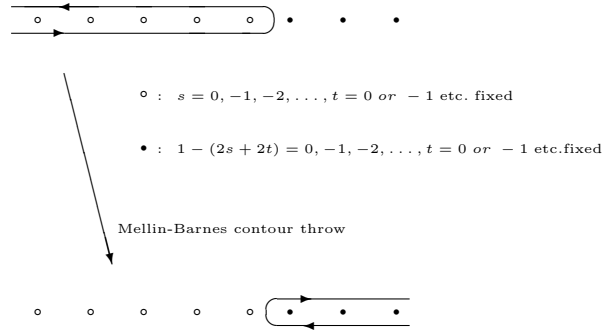 ∘ : s = 0, −1, −2, . . . , t = 0 or − 1 etc. fixed
• : 1 − (2s + 2t) = 0, −1, −2, . . . , t = 0 or − 1 etc.fixed
Mellin-Barnes contour throw